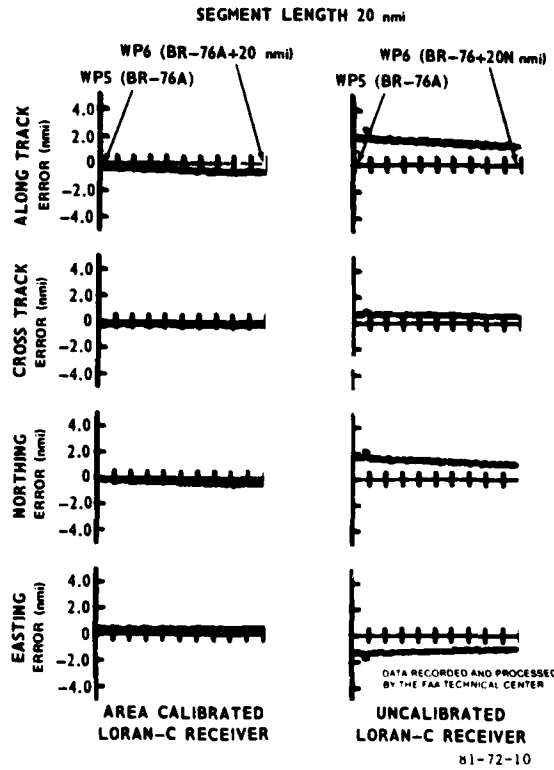 SEGMENT LENGTH 20 nmi
WP6 (BR-76A+20 nmi)
WP5 (BR-76A)
WP6 (BR-76+20N nmi)
WP5 (BR-76A)
ALONG TRACK
ERROR (nmi)
4.0
2.0
0
-2.0
-4.0
CROSS TRACK
ERROR (nmi)
4.0
2.0
0
-2.0
-4.0
NORTHING
ERROR (nmi)
4.0
2.0
0
-2.0
-4.0
EASTING
ERROR (nmi)
4.0
2.0
0
-2.0
-4.0
DATA RECORDED AND PROCESSED
BY THE FAA TECHNICAL CENTER
AREA CALIBRATED
LORAN-C RECEIVER
UNCALIBRATED
LORAN-C RECEIVER
81-72-10